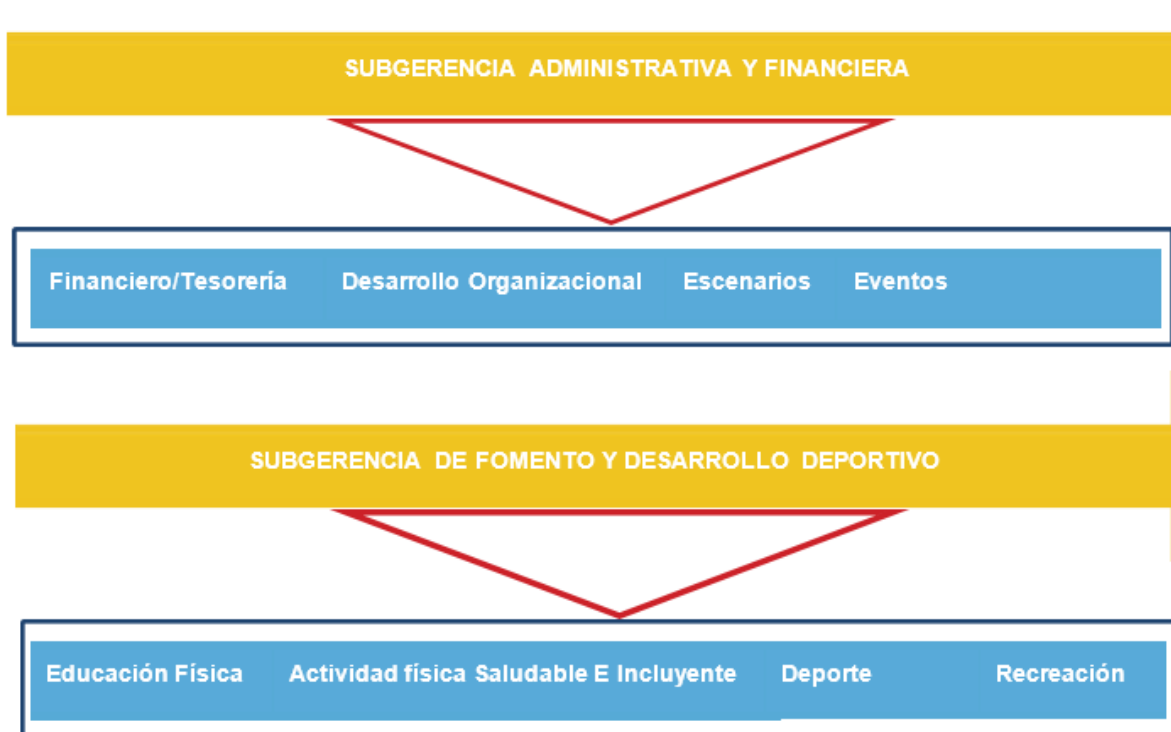 SUBGERENCIA ADMINISTRATIVA Y FINANCIERA
Financiero/Tesorería Desarrollo Organizacional Escenarios Eventos
SUBGERENCIA DE FOMENTO Y DESARROLLO DEPORTIVO
Educación Física Actividad física Saludable E Incluyente Deporte Recreación